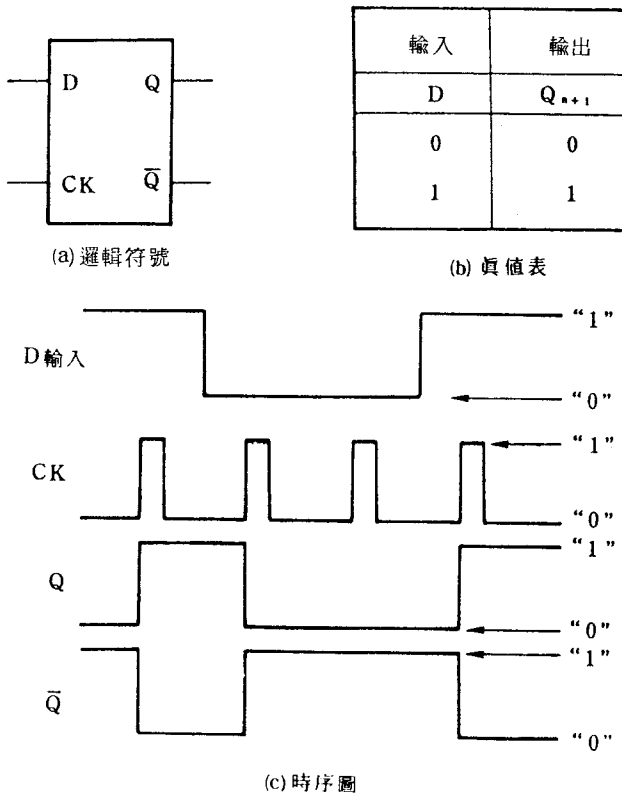 D Q
CK Q̅
(a)邏輯符號
輸入 輸出
D Qn+1
0 0
1 1
(b)眞値表
D輸入
“1”
“0”
CK
“1”
“0”
Q
“1”
“0”
Q̅
“1”
“0”
(c)時序圖